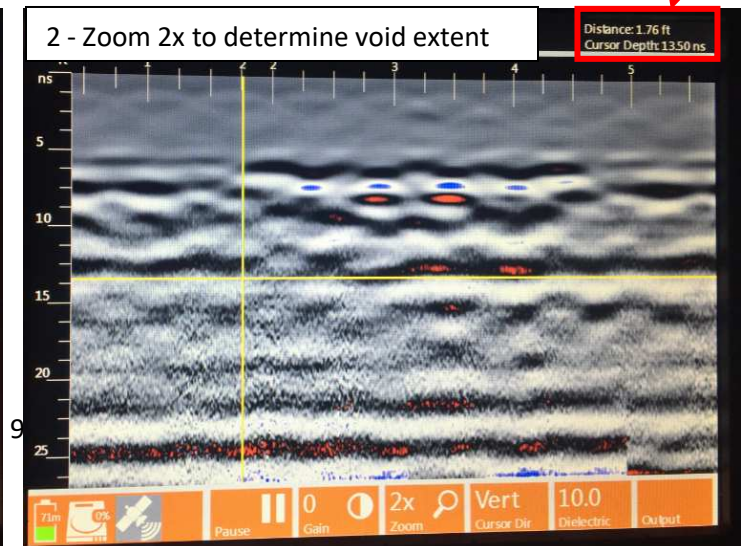 2 - Zoom 2x to determine void extent
Distance: 1.76 ft
Cursor Depth: 13.50 ns
ns
1 2 2 3 4 5
5
10
15
20
9
25
71m
0%
Pause
0
Gain
2x
Zoom
Vert
Cursor Dir
10.0
Dielectric
Output